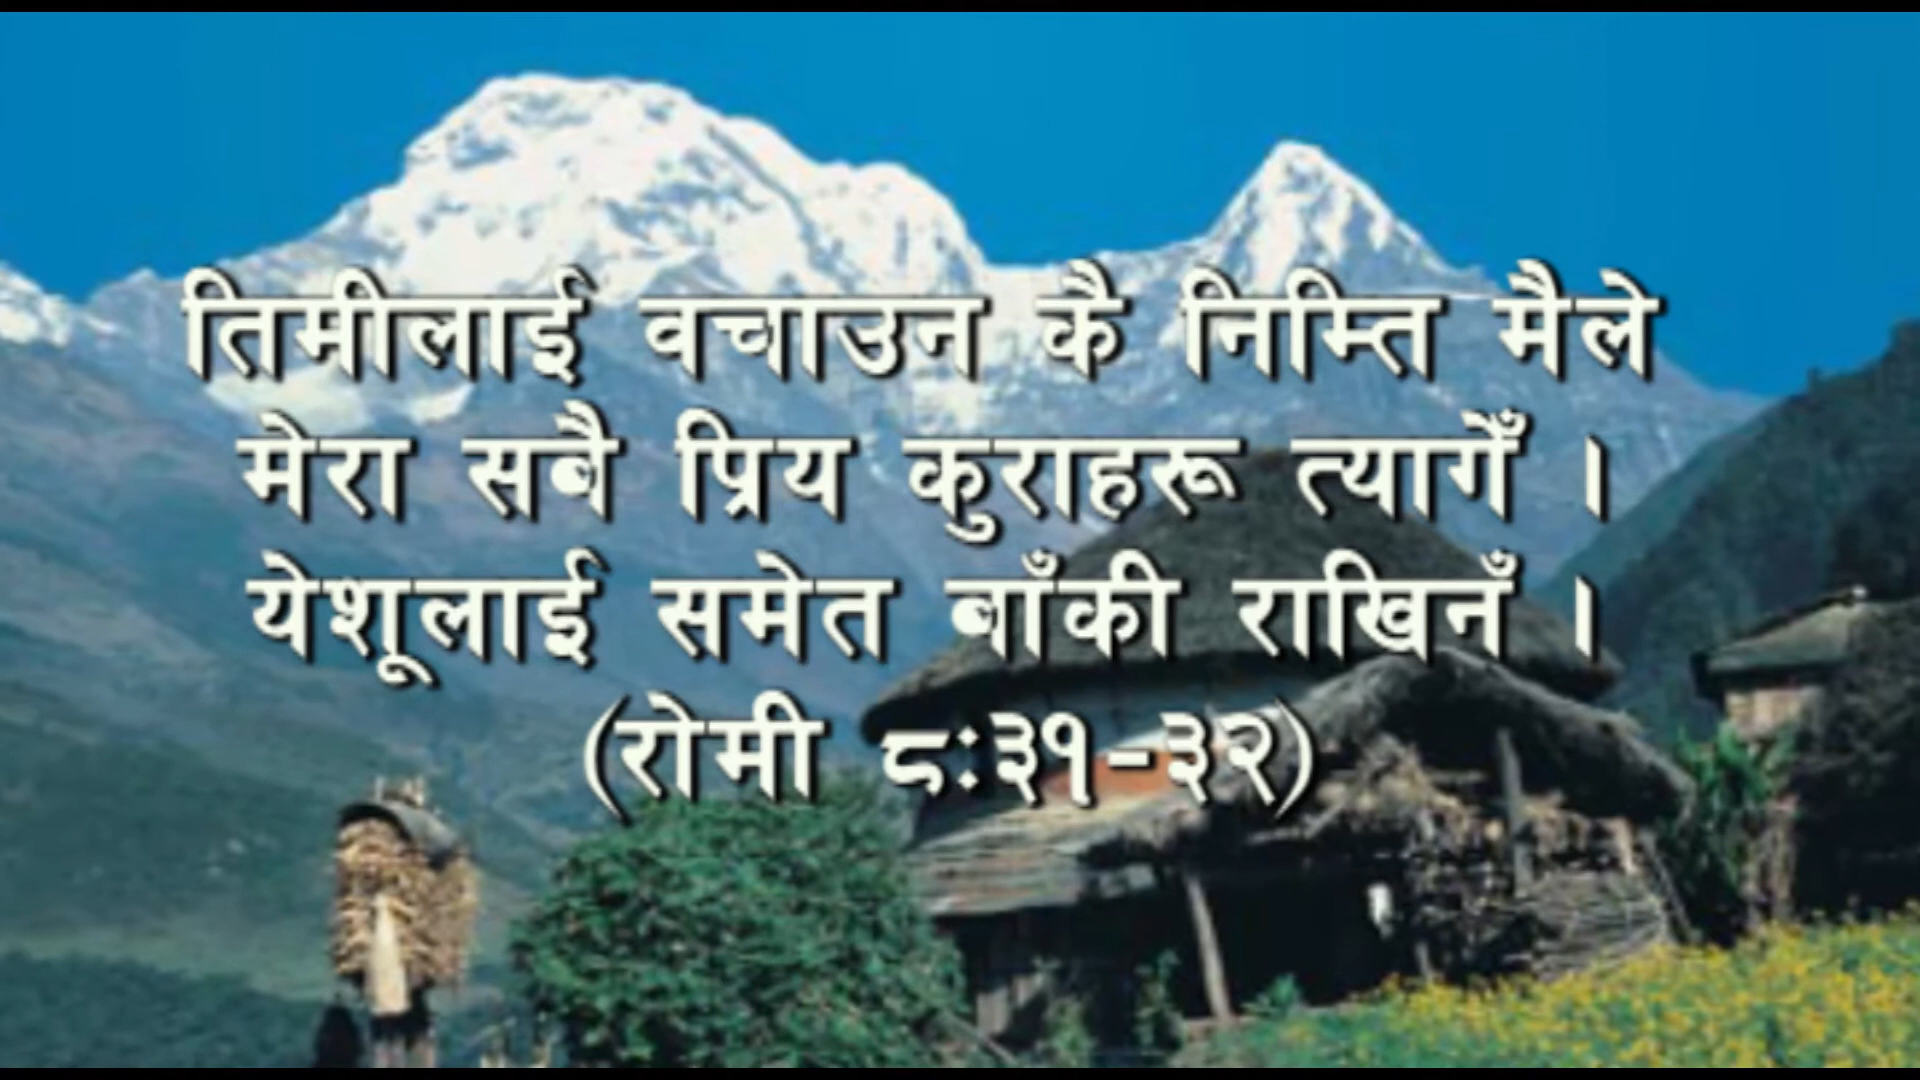 तिमीलाई वचाउन कै निम्ति मैले
मेरा सबै प्रिय कुराहरू त्यागेँ ।
येशूलाई समेत बाँकी राखिनँ ।
(रोमी ८:३१-३२)